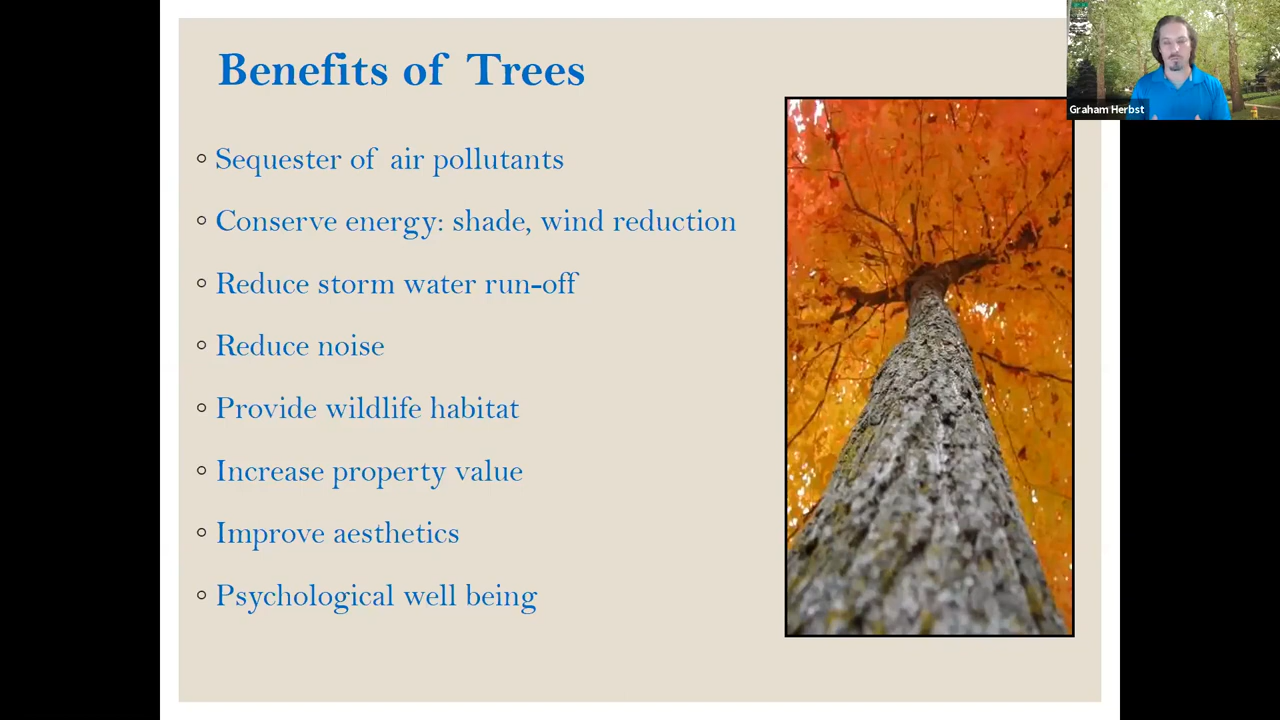 Benefits of Trees
Sequester of air pollutants
Conserve energy: shade, wind reduction
Reduce storm water run-off
Reduce noise
Provide wildlife habitat
Increase property value
Improve aesthetics
Psychological well being
Graham Herbst